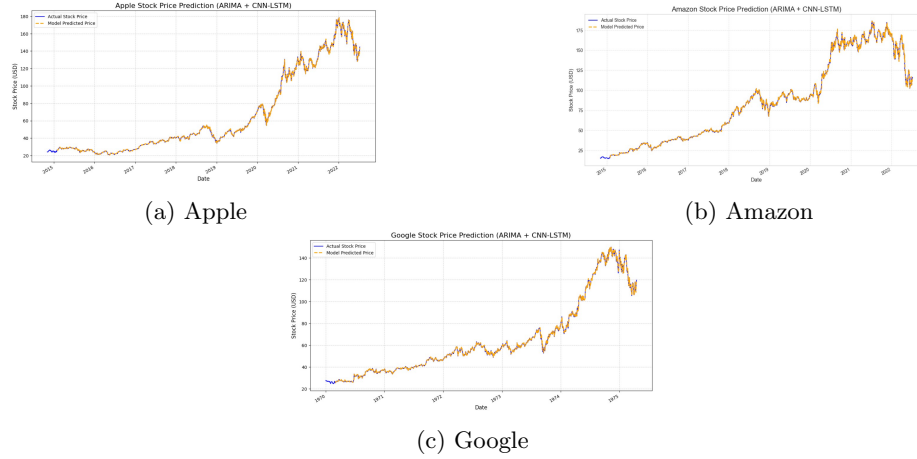 Apple Stock Price Prediction (ARIMA + CNN-LSTM)
Actual Stock Price
Model Predicted Price
Stock Price (USD)
180
160
140
120
100
80
60
40
20
2015
2016
2017
2018
2019
2020
2021
2022
Date
(a) Apple
Amazon Stock Price Prediction (ARIMA + CNN-LSTM)
Actual Stock Price
Model Predicted Price
Stock Price (USD)
175
150
125
100
75
50
25
2015
2016
2017
2018
2019
2020
2021
2022
Date
(b) Amazon
Google Stock Price Prediction (ARIMA + CNN-LSTM)
Actual Stock Price
Model Predicted Price
Stock Price (USD)
140
120
100
80
60
40
20
1970
1971
1972
1973
1974
1975
Date
(c) Google